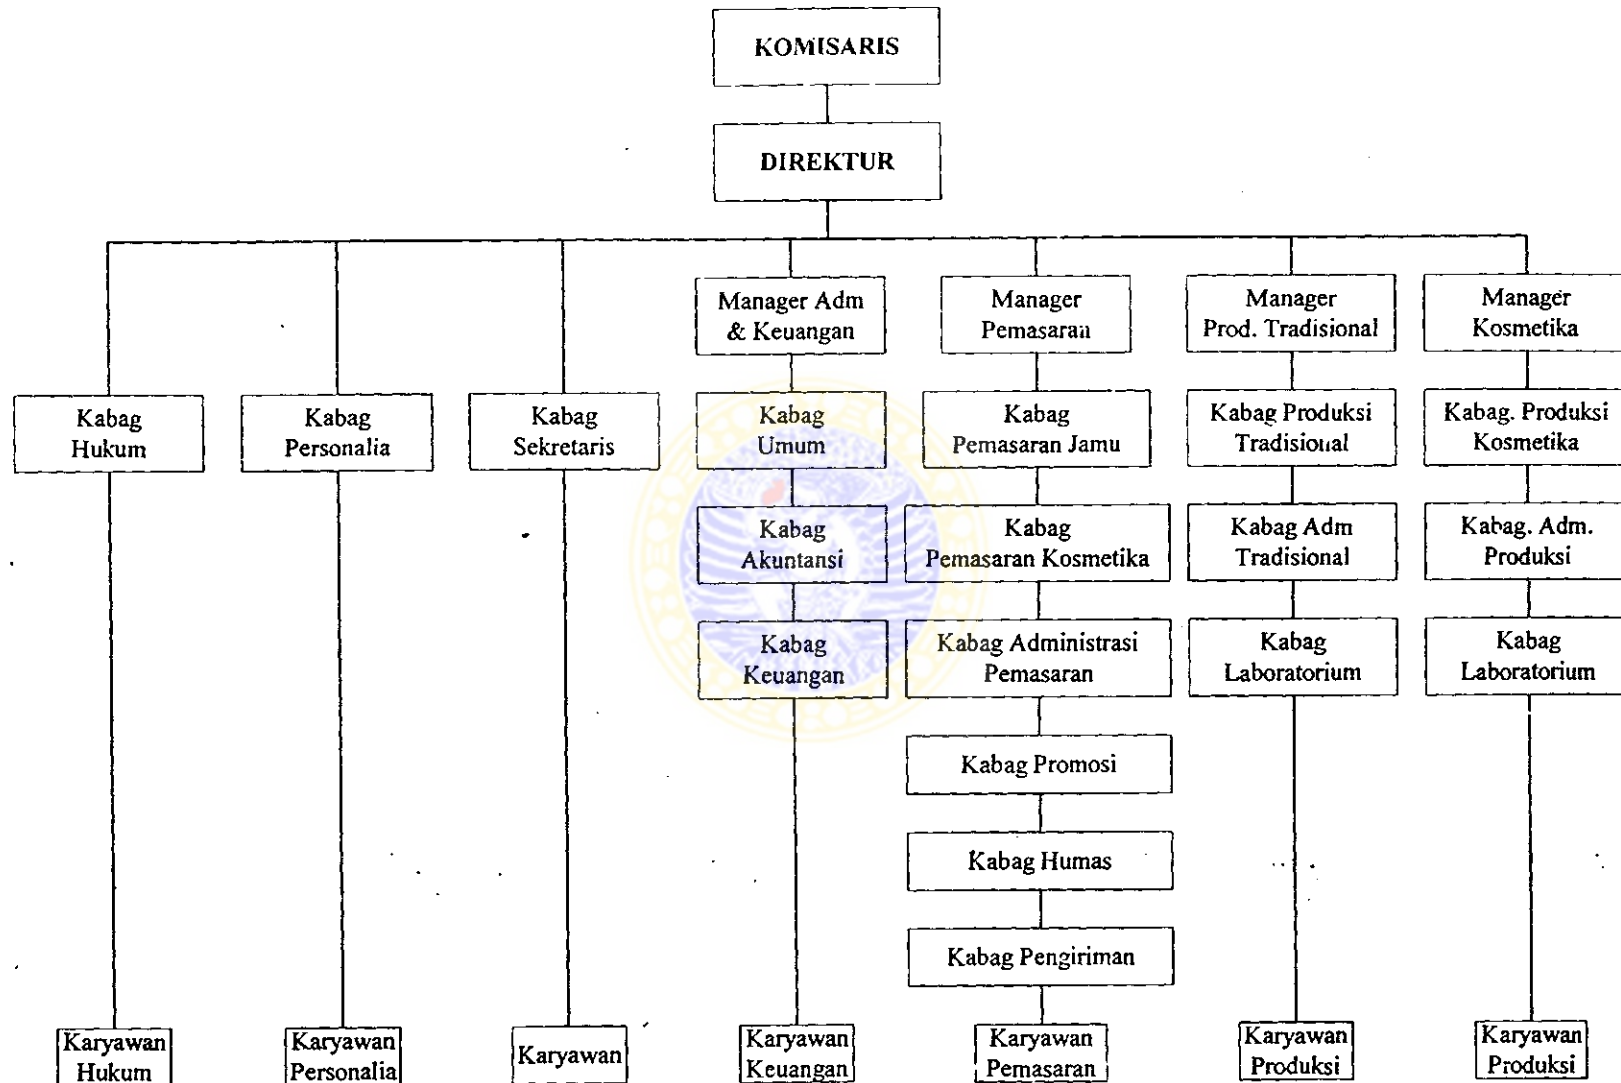 KOMISARIS
DIREKTUR
Manager Adm
& Keuangan
Manager
Pemasaran
Manager
Prod. Tradisional
Manager
Kosmetika
Kabag
Hukum
Kabag
Personalia
Kabag
Sekretaris
Kabag
Umum
Kabag
Pemasaran Jamu
Kabag Produksi
Tradisional
Kabag. Produksi
Kosmetika
Kabag
Akuntansi
Kabag
Pemasaran Kosmetika
Kabag Adm
Tradisional
Kabag. Adm.
Produksi
Kabag
Keuangan
Kabag Administrasi
Pemasaran
Kabag
Laboratorium
Kabag
Laboratorium
Kabag Promosi
Kabag Humas
Kabag Pengiriman
Karyawan
Hukum
Karyawan
Personalia
Karyawan
Karyawan
Keuangan
Karyawan
Pemasaran
Karyawan
Produksi
Karyawan
Produksi